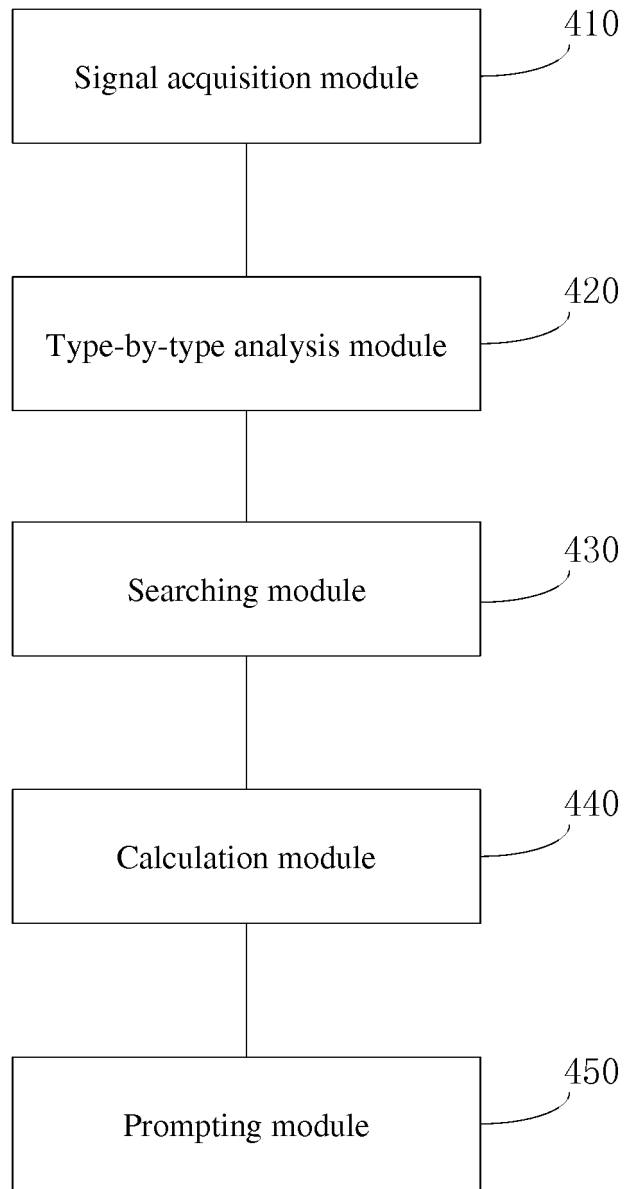 410
Signal acquisition module
420
Type-by-type analysis module
430
Searching module
440
Calculation module
450
Prompting module